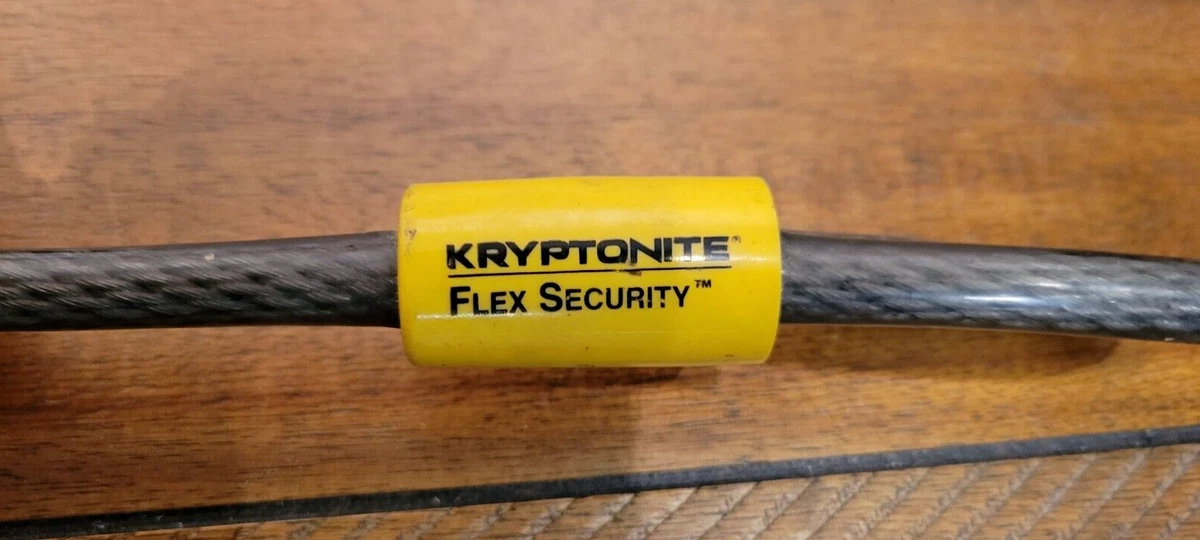 KRYPTONITE®
FLEX SECURITY™